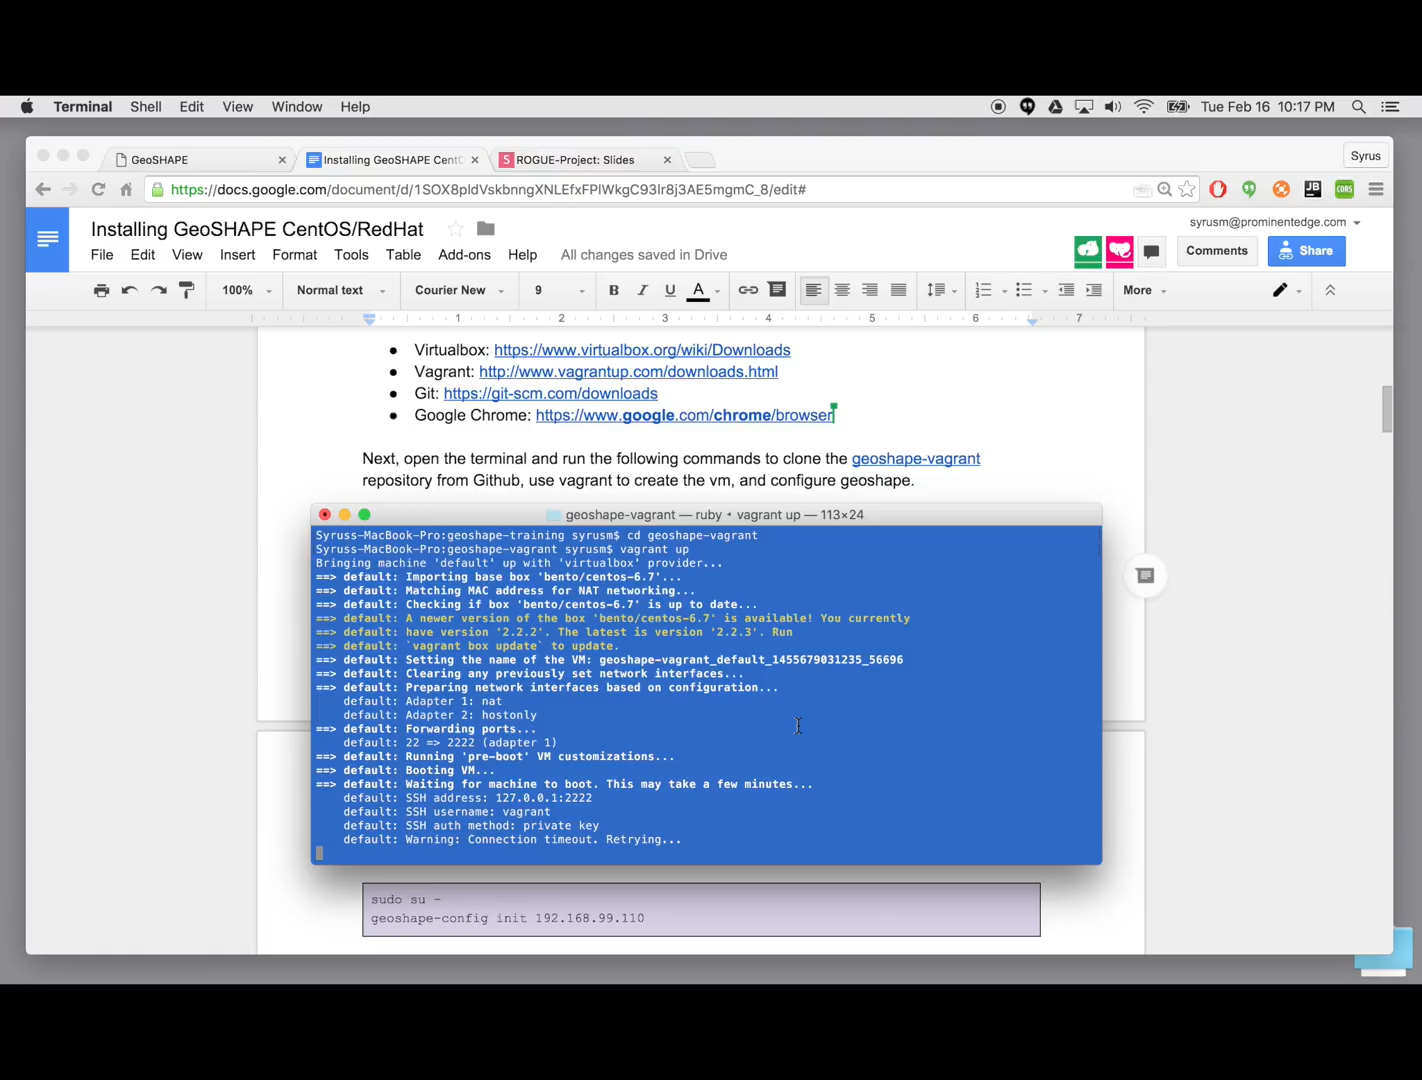 Terminal Shell Edit View Window Help Tue Feb 16 10:17 PM
GeoSHAPE Installing GeoSHAPE Cent ROGUE-Project: Slides Syrus
https://docs.google.com/document/d/1SOX8pldVskbnngXNLEfxFPlWkgC93lr8j3AE5mgmC_8/edit# JB CORS
Installing GeoSHAPE CentOS/RedHat syrusm@prominentedge.com
File Edit View Insert Format Tools Table Add-ons Help All changes saved in Drive Comments Share
100% Normal text Courier New 9 B I U A More
1 2 3 4 5 6 7
● Virtualbox: https://www.virtualbox.org/wiki/Downloads
● Vagrant: http://www.vagrantup.com/downloads.html
● Git: https://git-scm.com/downloads
● Google Chrome: https://www.google.com/chrome/browser
Next, open the terminal and run the following commands to clone the geoshape-vagrant
repository from Github, use vagrant to create the vm, and configure geoshape.
geoshape-vagrant — ruby • vagrant up — 113×24
Syruss-MacBook-Pro:geoshape-training syrusm$ cd geoshape-vagrant
Syruss-MacBook-Pro:geoshape-vagrant syrusm$ vagrant up
Bringing machine 'default' up with 'virtualbox' provider...
==> default: Importing base box 'bento/centos-6.7'...
==> default: Matching MAC address for NAT networking...
==> default: Checking if box 'bento/centos-6.7' is up to date...
==> default: A newer version of the box 'bento/centos-6.7' is available! You currently
==> default: have version '2.2.2'. The latest is version '2.2.3'. Run
==> default: `vagrant box update` to update.
==> default: Setting the name of the VM: geoshape-vagrant_default_1455679031235_56696
==> default: Clearing any previously set network interfaces...
==> default: Preparing network interfaces based on configuration...
default: Adapter 1: nat
default: Adapter 2: hostonly
==> default: Forwarding ports...
default: 22 => 2222 (adapter 1)
==> default: Running 'pre-boot' VM customizations...
==> default: Booting VM...
==> default: Waiting for machine to boot. This may take a few minutes...
default: SSH address: 127.0.0.1:2222
default: SSH username: vagrant
default: SSH auth method: private key
default: Warning: Connection timeout. Retrying...
sudo su -
geoshape-config init 192.168.99.110